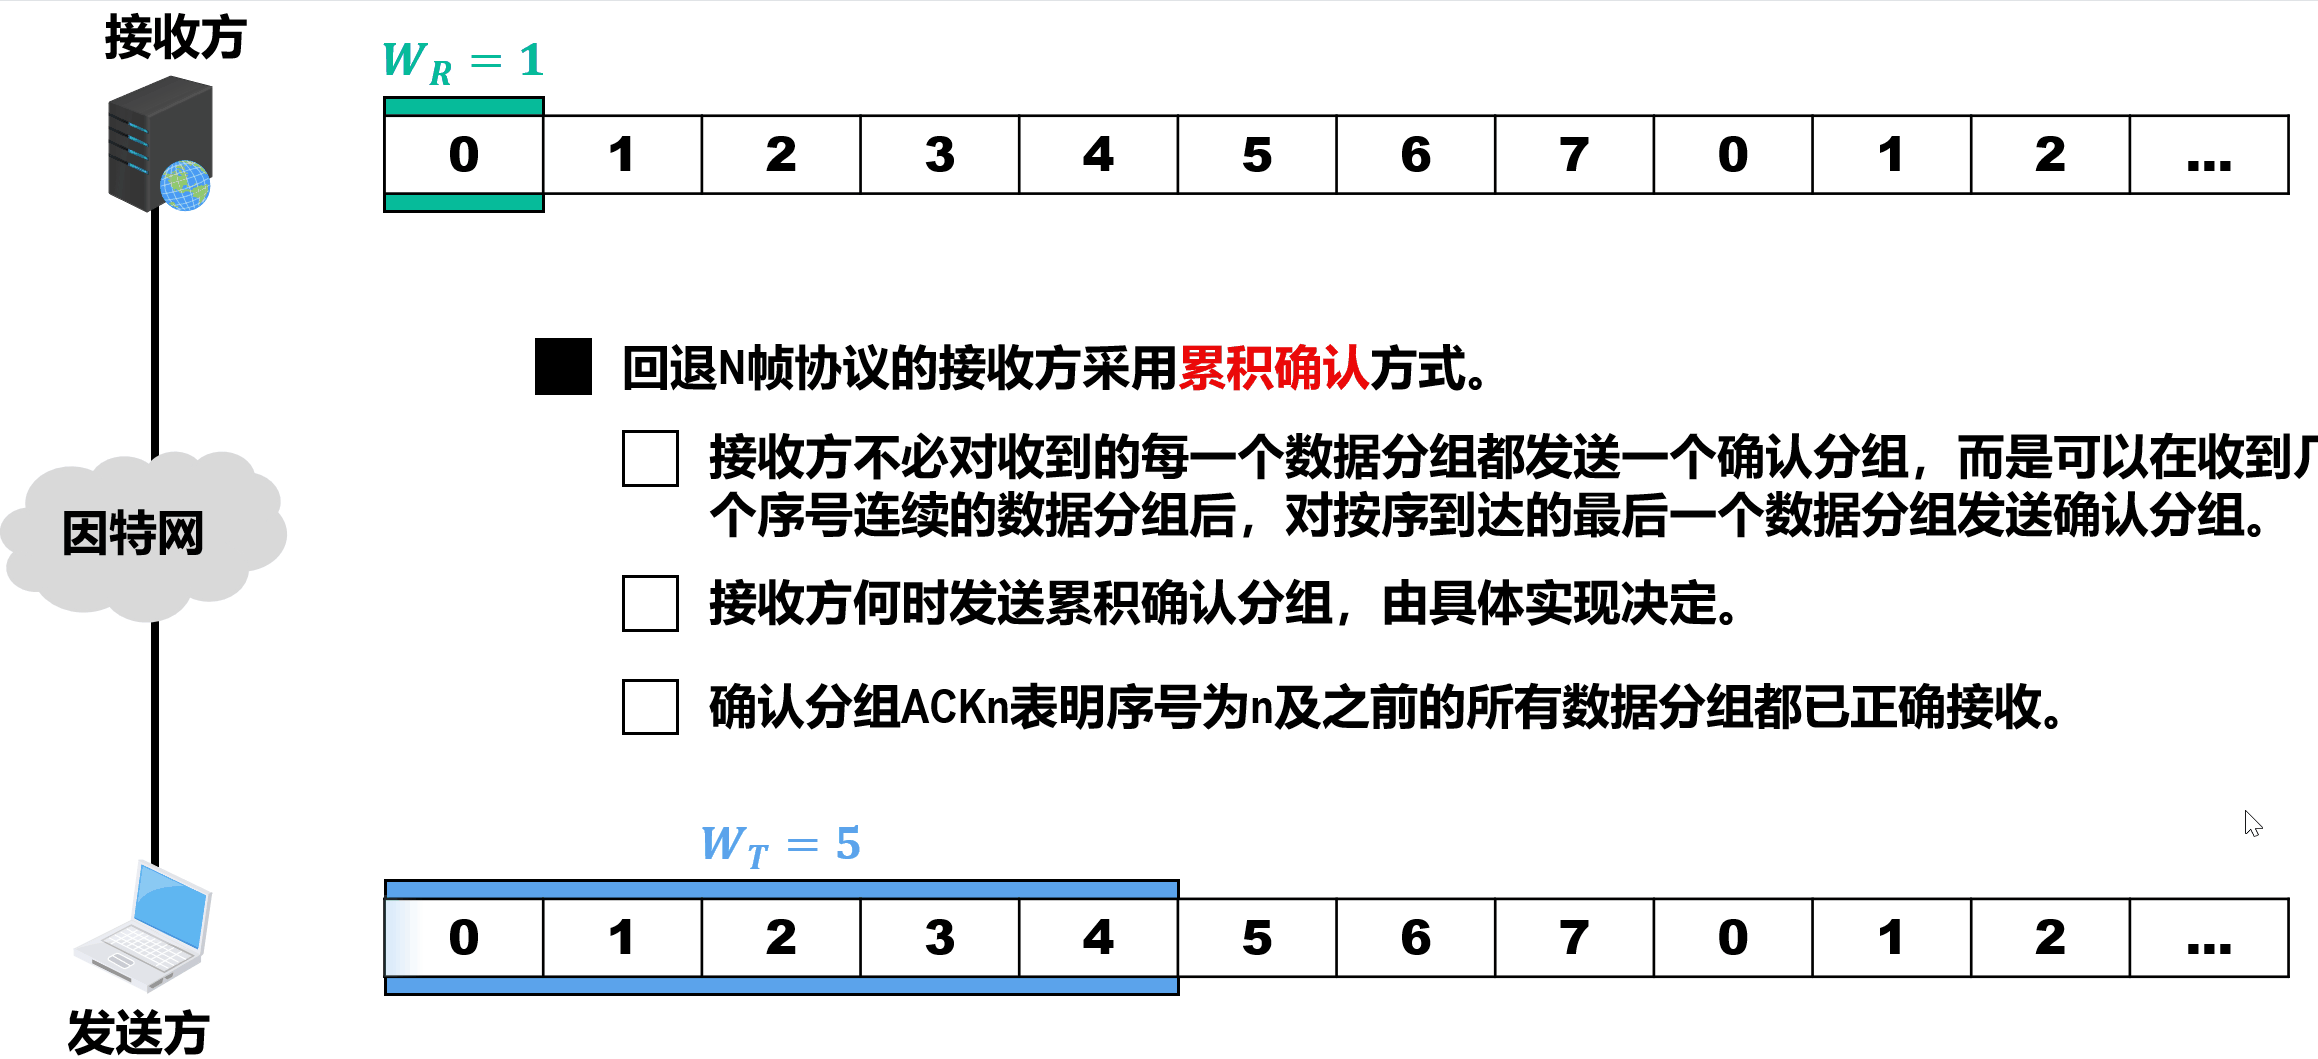 接收方
W_R = 1
0 1 2 3 4 5 6 7 0 1 2 ...
回退N帧协议的接收方采用累积确认方式。
接收方不必对收到的每一个数据分组都发送一个确认分组，而是可以在收到几
个序号连续的数据分组后，对按序到达的最后一个数据分组发送确认分组。
因特网
接收方何时发送累积确认分组，由具体实现决定。
确认分组ACKn表明序号为n及之前的所有数据分组都已正确接收。
W_T = 5
0 1 2 3 4 5 6 7 0 1 2 ...
发送方